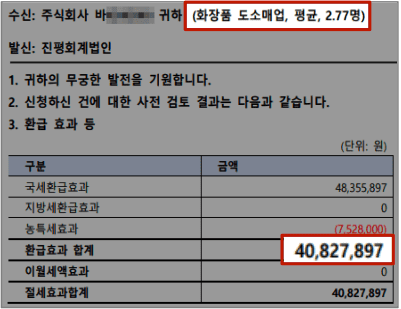 수신: 주식회사 바 귀하 (화장품 도소매업, 평균, 2.77명)
발신: 진평회계법인
1. 귀하의 무궁한 발전을 기원합니다.
2. 신청하신 건에 대한 사전 검토 결과는 다음과 같습니다.
3. 환급 효과 등
(단위: 원)
구분 금액
국세환급효과 48,355,897
지방세환급효과 0
농특세효과 (7,528,000)
환급효과 합계 40,827,897
이월세액효과 0
절세효과합계 40,827,897